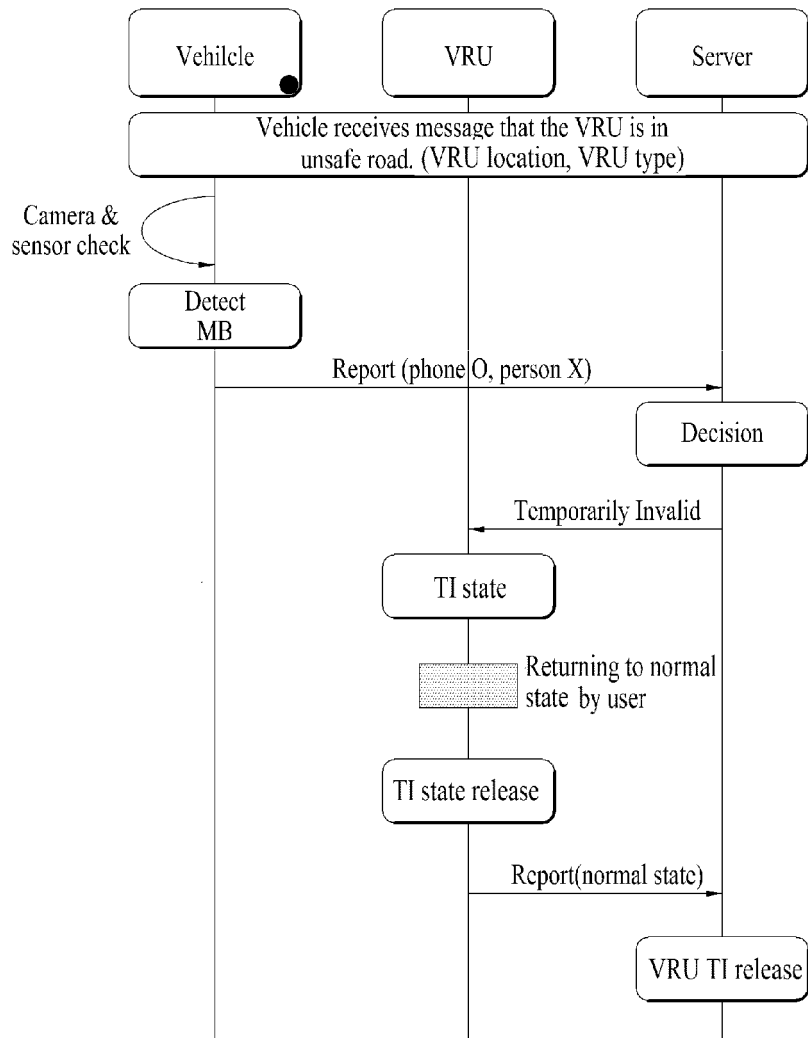 Vehilcle
VRU
Server
Vehicle receives message that the VRU is in
unsafe road. (VRU location, VRU type)
Camera &
sensor check
Detect
MB
Report (phone O, person X)
Decision
Temporarily Invalid
TI state
Returning to normal
state by user
TI state release
Report(normal state)
VRU TI release